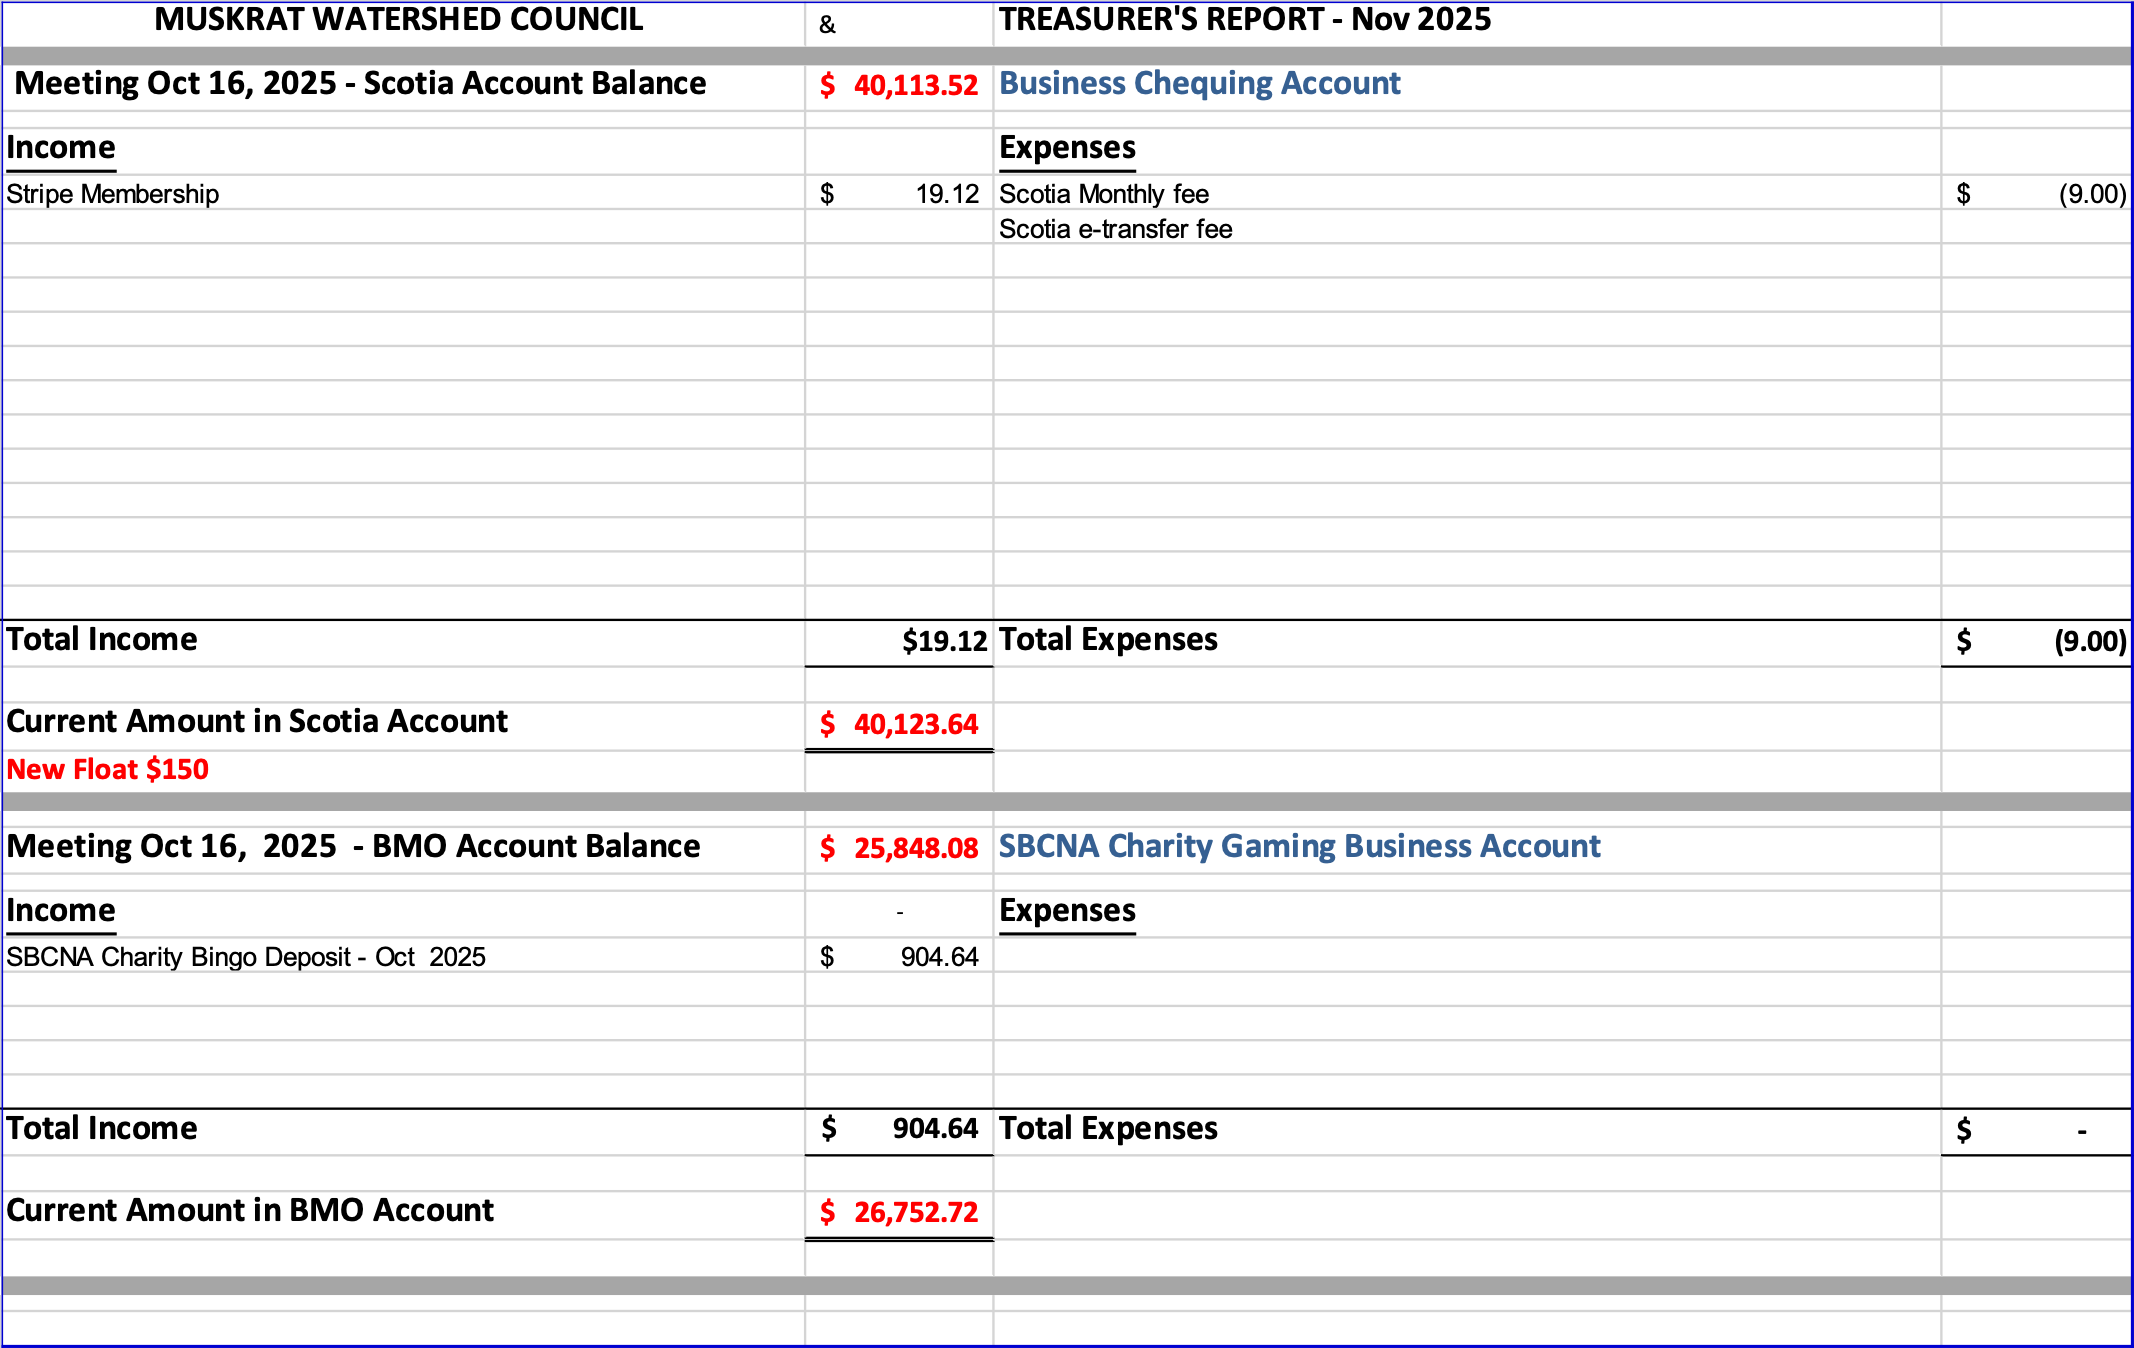 MUSKRAT WATERSHED COUNCIL & TREASURER'S REPORT - Nov 2025
Meeting Oct 16, 2025 - Scotia Account Balance $ 40,113.52 Business Chequing Account
Income Expenses
Stripe Membership $ 19.12 Scotia Monthly fee $ (9.00)
Scotia e-transfer fee
Total Income $19.12 Total Expenses $ (9.00)
Current Amount in Scotia Account $ 40,123.64
New Float $150
Meeting Oct 16, 2025 - BMO Account Balance $ 25,848.08 SBCNA Charity Gaming Business Account
Income - Expenses
SBCNA Charity Bingo Deposit - Oct 2025 $ 904.64
Total Income $ 904.64 Total Expenses $ -
Current Amount in BMO Account $ 26,752.72